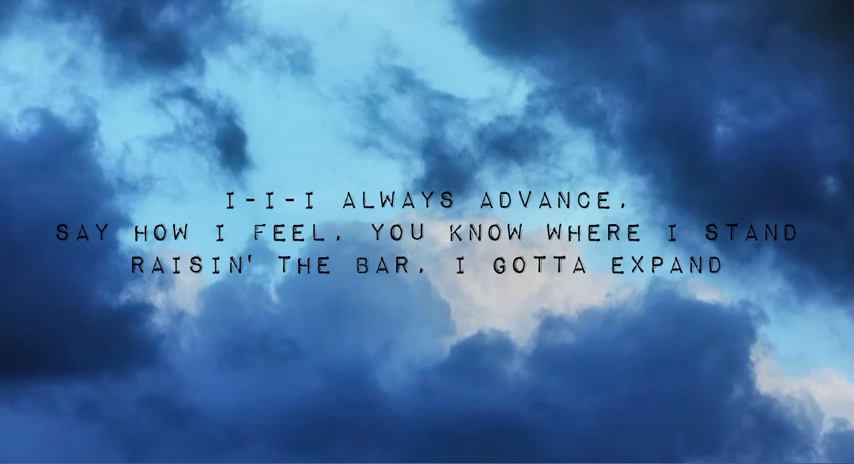 I-I-I ALWAYS ADVANCE,
SAY HOW I FEEL, YOU KNOW WHERE I STAND
RAISIN' THE BAR, I GOTTA EXPAND